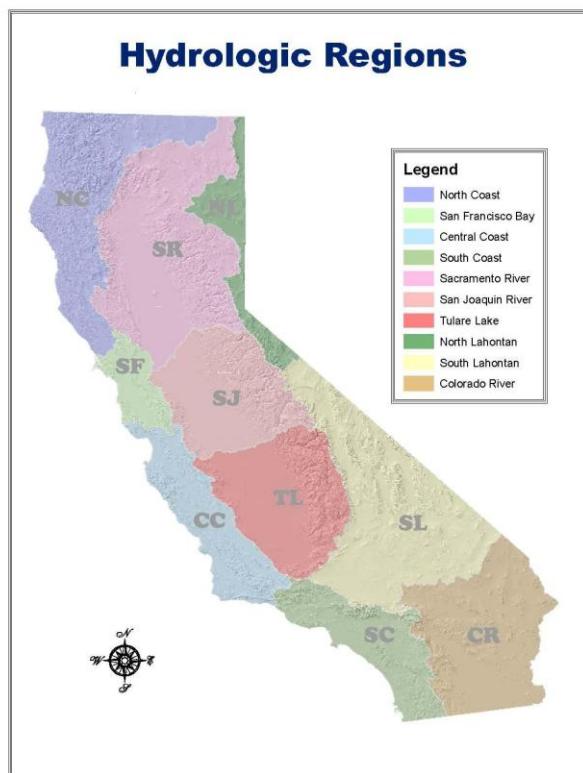 Hydrologic Regions
NC
NL
SR
SF
SJ
CC
TL
SL
SC
CR
Legend
North Coast
San Francisco Bay
Central Coast
South Coast
Sacramento River
San Joaquin River
Tulare Lake
North Lahontan
South Lahontan
Colorado River
N
W
E
S